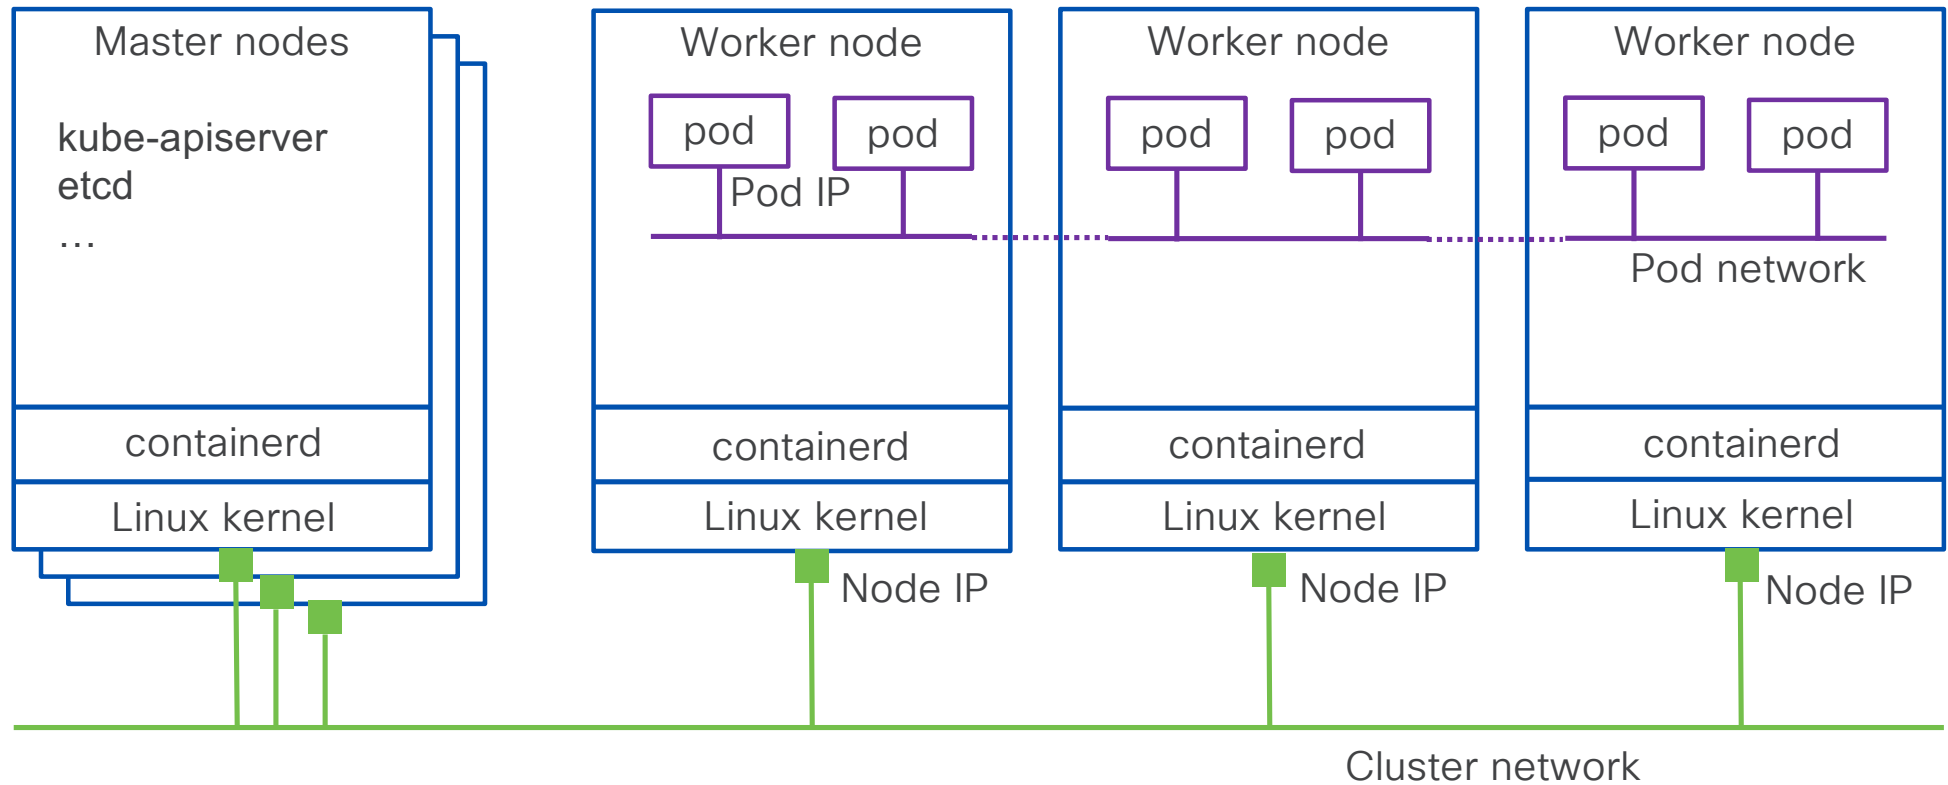 Master nodes
kube-apiserver
etcd
...
containerd
Linux kernel
Worker node
pod
pod
Pod IP
containerd
Linux kernel
Node IP
Worker node
pod
pod
containerd
Linux kernel
Node IP
Worker node
pod
pod
Pod network
containerd
Linux kernel
Node IP
Cluster network